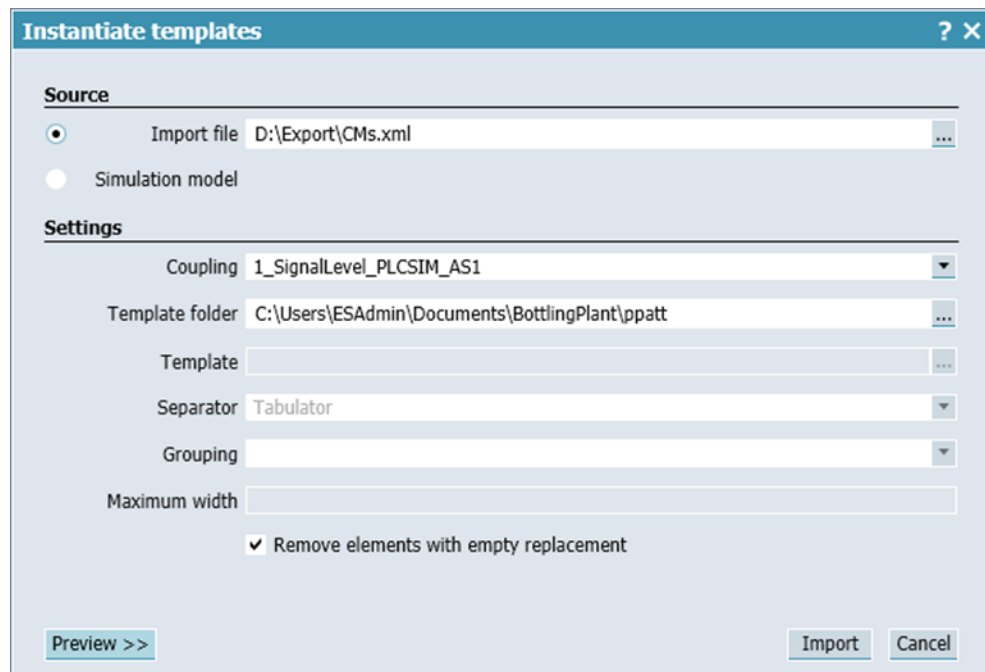 Instantiate templates ? ×
Source
Import file D:\Export\CMs.xml ...
Simulation model
Settings
Coupling 1_SignalLevel_PLCSIM_AS1
Template folder C:\Users\ESAdmin\Documents\BottlingPlant\ppatt ...
Template ...
Separator Tabulator
Grouping
Maximum width
Remove elements with empty replacement
Preview >> Import Cancel